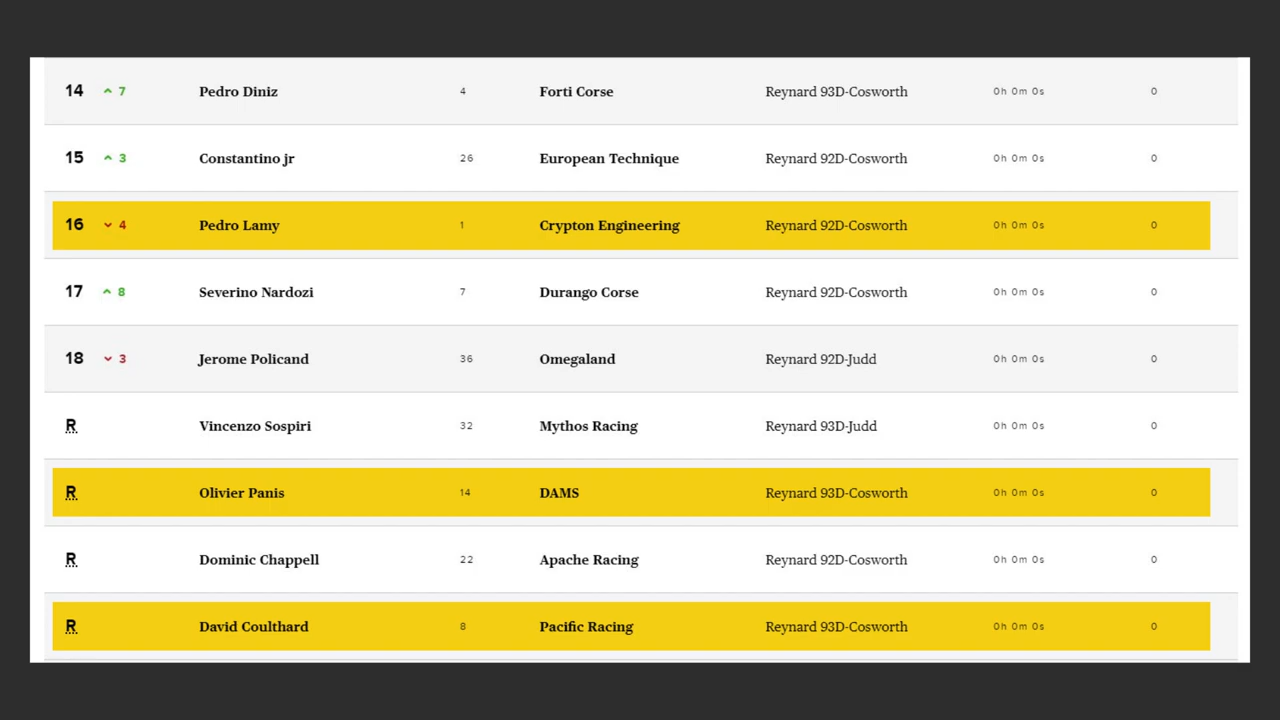 14 7 Pedro Diniz 4 Forti Corse Reynard 93D-Cosworth 0h 0m 0s 0
15 3 Constantino jr 26 European Technique Reynard 92D-Cosworth 0h 0m 0s 0
16 4 Pedro Lamy 1 Crypton Engineering Reynard 92D-Cosworth 0h 0m 0s 0
17 8 Severino Nardozi 7 Durango Corse Reynard 92D-Cosworth 0h 0m 0s 0
18 3 Jerome Policand 36 Omegaland Reynard 92D-Judd 0h 0m 0s 0
R Vincenzo Sospiri 32 Mythos Racing Reynard 93D-Judd 0h 0m 0s 0
R Olivier Panis 14 DAMS Reynard 93D-Cosworth 0h 0m 0s 0
R Dominic Chappell 22 Apache Racing Reynard 92D-Cosworth 0h 0m 0s 0
R David Coulthard 8 Pacific Racing Reynard 93D-Cosworth 0h 0m 0s 0